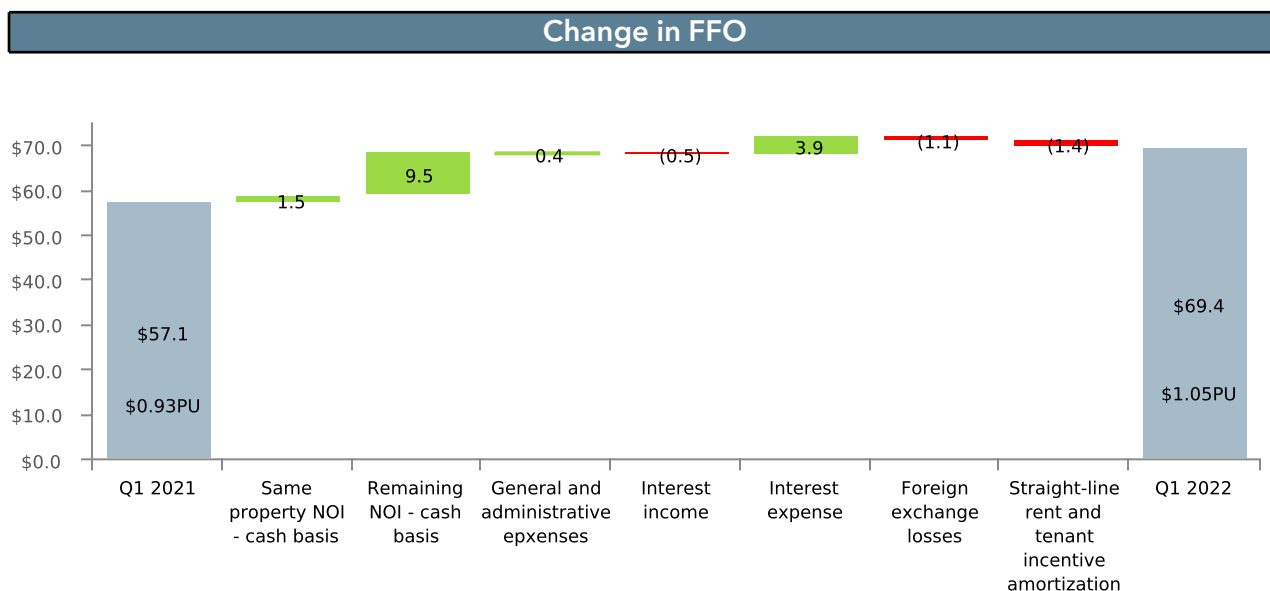 Change in FFO
$70.0
$60.0
$50.0
$40.0
$30.0
$20.0
$10.0
$0.0
$57.1
$0.93PU
1.5
9.5
0.4
(0.5)
3.9
(1.1)
(1.4)
$69.4
$1.05PU
Q1 2021
Same
property NOI
- cash basis
Remaining
NOI - cash
basis
General and
administrative
epxenses
Interest
income
Interest
expense
Foreign
exchange
losses
Straight-line
rent and
tenant
incentive
amortization
Q1 2022